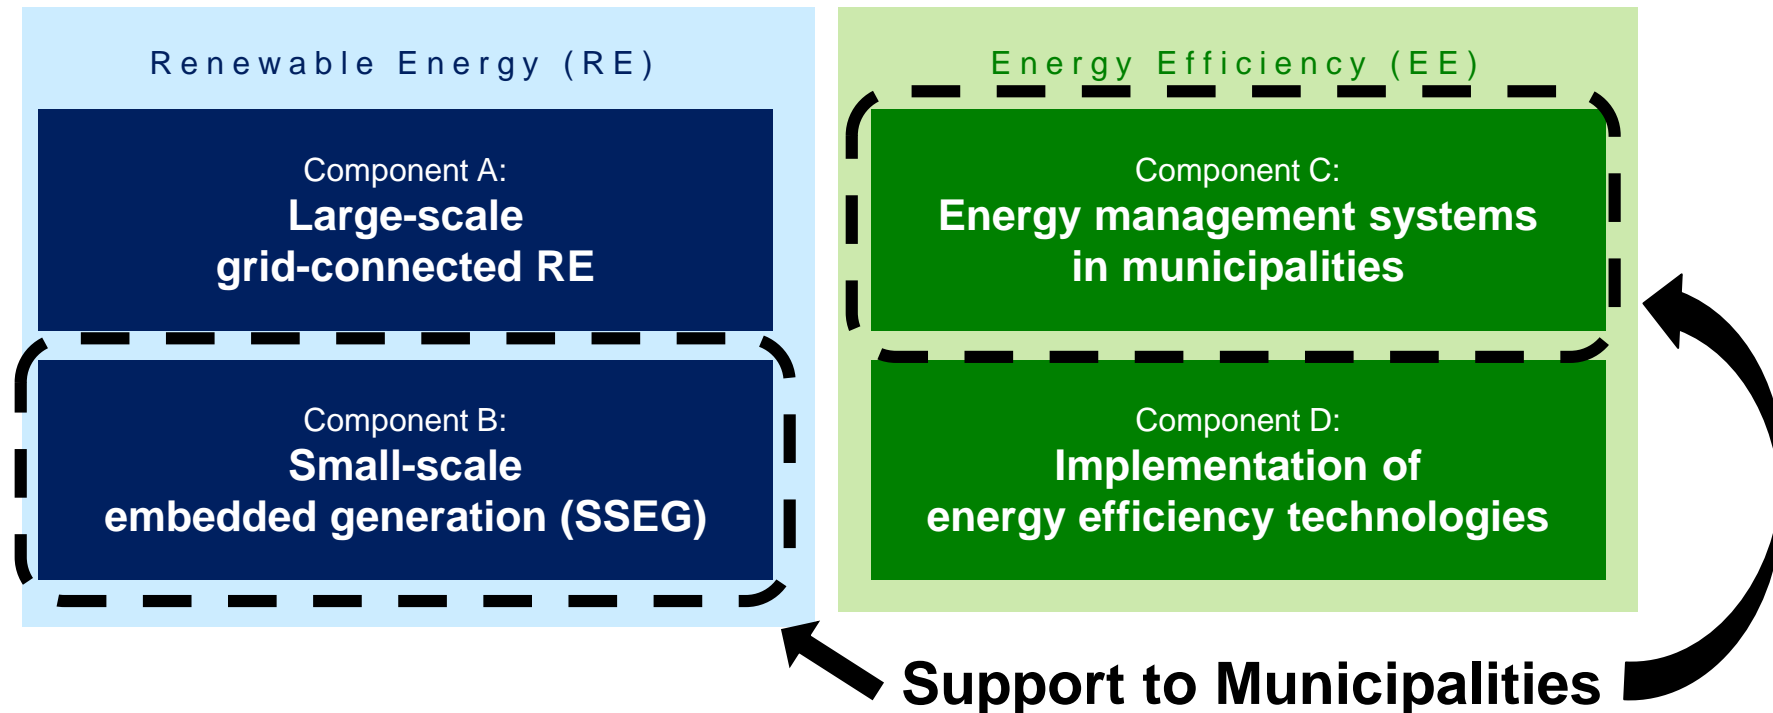 Renewable Energy (RE)
Component A:
Large-scale
grid-connected RE
Component B:
Small-scale
embedded generation (SSEG)
Energy Efficiency (EE)
Component C:
Energy management systems
in municipalities
Component D:
Implementation of
energy efficiency technologies
Support to Municipalities